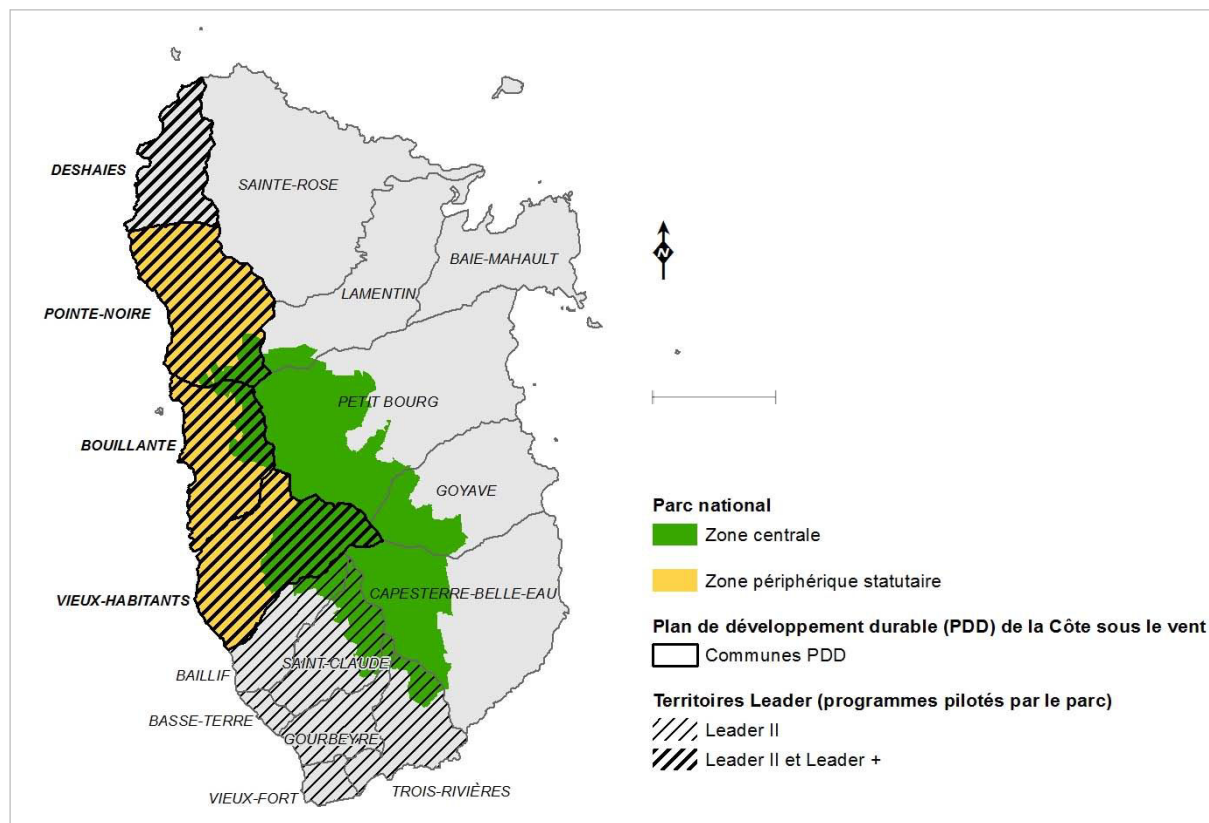 DESHAIES
SAINTE-ROSE
BAIE-MAHAULT
LAMENTIN
POINTE-NOIRE
N
PETIT BOURG
BOUILLANTE
GOYAVE
VIEUX-HABITANTS
CAPESTERRE-BELLE-EAU
SAINT-CLAUDE
BAILLIF
BASSE-TERRE
GOURBEYRE
VIEUX-FORT
TROIS-RIVIÈRES
Parc national
Zone centrale
Zone périphérique statutaire
Plan de développement durable (PDD) de la Côte sous le vent
Communes PDD
Territoires Leader (programmes pilotés par le parc)
Leader II
Leader II et Leader +